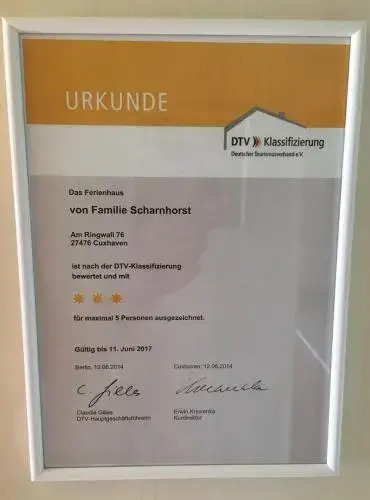 URKUNDE
DTV Klassifizierung
Deutscher Tourismusverband e.V.
Das Ferienhaus
von Familie Scharnhorst
Am Ringwall 76
27476 Cuxhaven
ist nach der DTV-Klassifizierung
bewertet und mit
für maximal 5 Personen ausgezeichnet.
Gültig bis 11. Juni 2017
Berlin, 12.06.2014
Cuxhaven, 12.06.2014
Claudia Gilles
DTV-Hauptgeschäftsführerin
Erwin
Kurdirektor